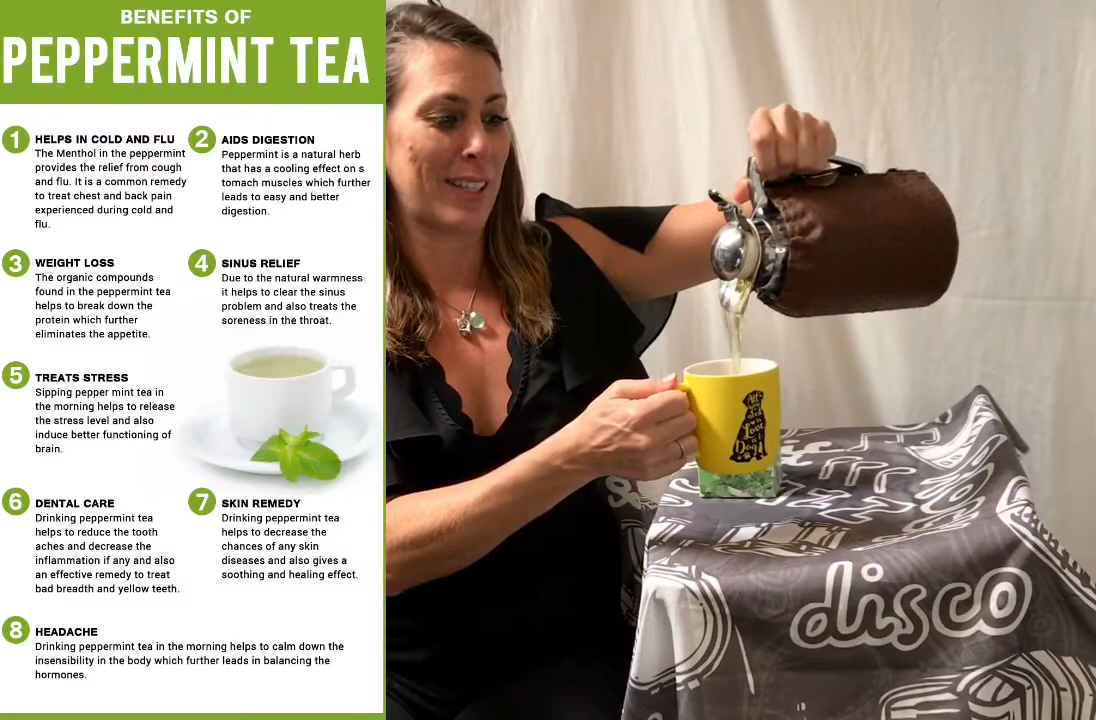 BENEFITS OF
PEPPERMINT TEA
1 HELPS IN COLD AND FLU
The Menthol in the peppermint
provides the relief from cough
and flu. It is a common remedy
to treat chest and back pain
experienced during cold and
flu.
2 AIDS DIGESTION
Peppermint is a natural herb
that has a cooling effect on s
tomach muscles which further
leads to easy and better
digestion.
3 WEIGHT LOSS
The organic compounds
found in the peppermint tea
helps to break down the
protein which further
eliminates the appetite.
4 SINUS RELIEF
Due to the natural warmness
it helps to clear the sinus
problem and also treats the
soreness in the throat.
5 TREATS STRESS
Sipping pepper mint tea in
the morning helps to release
the stress level and also
induce better functioning of
brain.
6 DENTAL CARE
Drinking peppermint tea
helps to reduce the tooth
aches and decrease the
inflammation if any and also
an effective remedy to treat
bad breadth and yellow teeth.
7 SKIN REMEDY
Drinking peppermint tea
helps to decrease the
chances of any skin
diseases and also gives a
soothing and healing effect.
8 HEADACHE
Drinking peppermint tea in the morning helps to calm down the
insensibility in the body which further leads in balancing the
hormones.
All
need
is
Love
Dog
disco